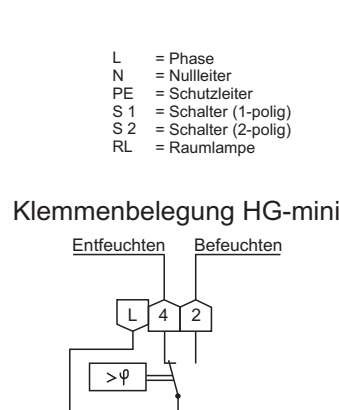 L = Phase
N = Nullleiter
PE = Schutzleiter
S 1 = Schalter (1-polig)
S 2 = Schalter (2-polig)
RL = Raumlampe
Klemmenbelegung HG-mini
Entfeuchten Befeuchten
L 4 2
>φ